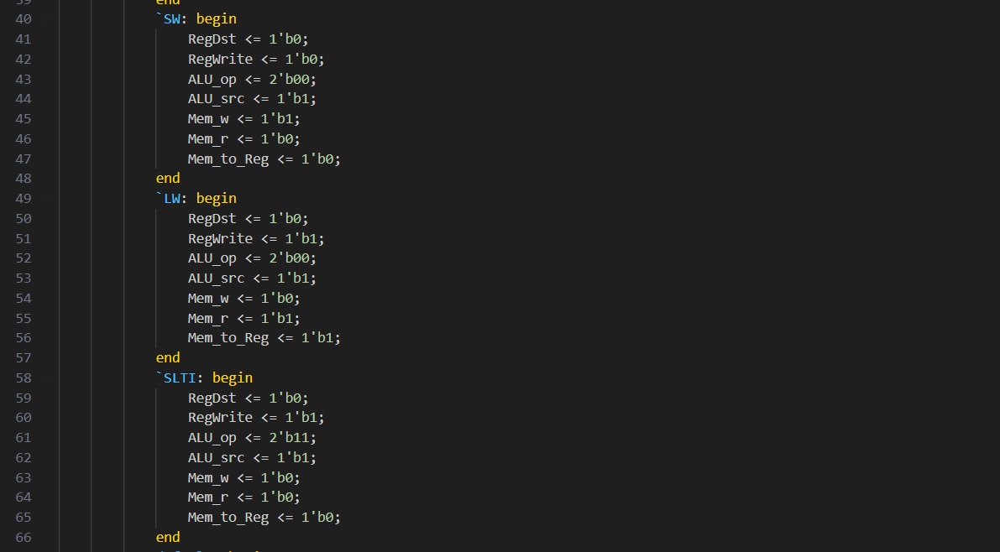 39 end
40 `SW: begin
41 RegDst <= 1'b0;
42 RegWrite <= 1'b0;
43 ALU_op <= 2'b00;
44 ALU_src <= 1'b1;
45 Mem_w <= 1'b1;
46 Mem_r <= 1'b0;
47 Mem_to_Reg <= 1'b0;
48 end
49 `LW: begin
50 RegDst <= 1'b0;
51 RegWrite <= 1'b1;
52 ALU_op <= 2'b00;
53 ALU_src <= 1'b1;
54 Mem_w <= 1'b0;
55 Mem_r <= 1'b1;
56 Mem_to_Reg <= 1'b1;
57 end
58 `SLTI: begin
59 RegDst <= 1'b0;
60 RegWrite <= 1'b1;
61 ALU_op <= 2'b11;
62 ALU_src <= 1'b1;
63 Mem_w <= 1'b0;
64 Mem_r <= 1'b0;
65 Mem_to_Reg <= 1'b0;
66 end